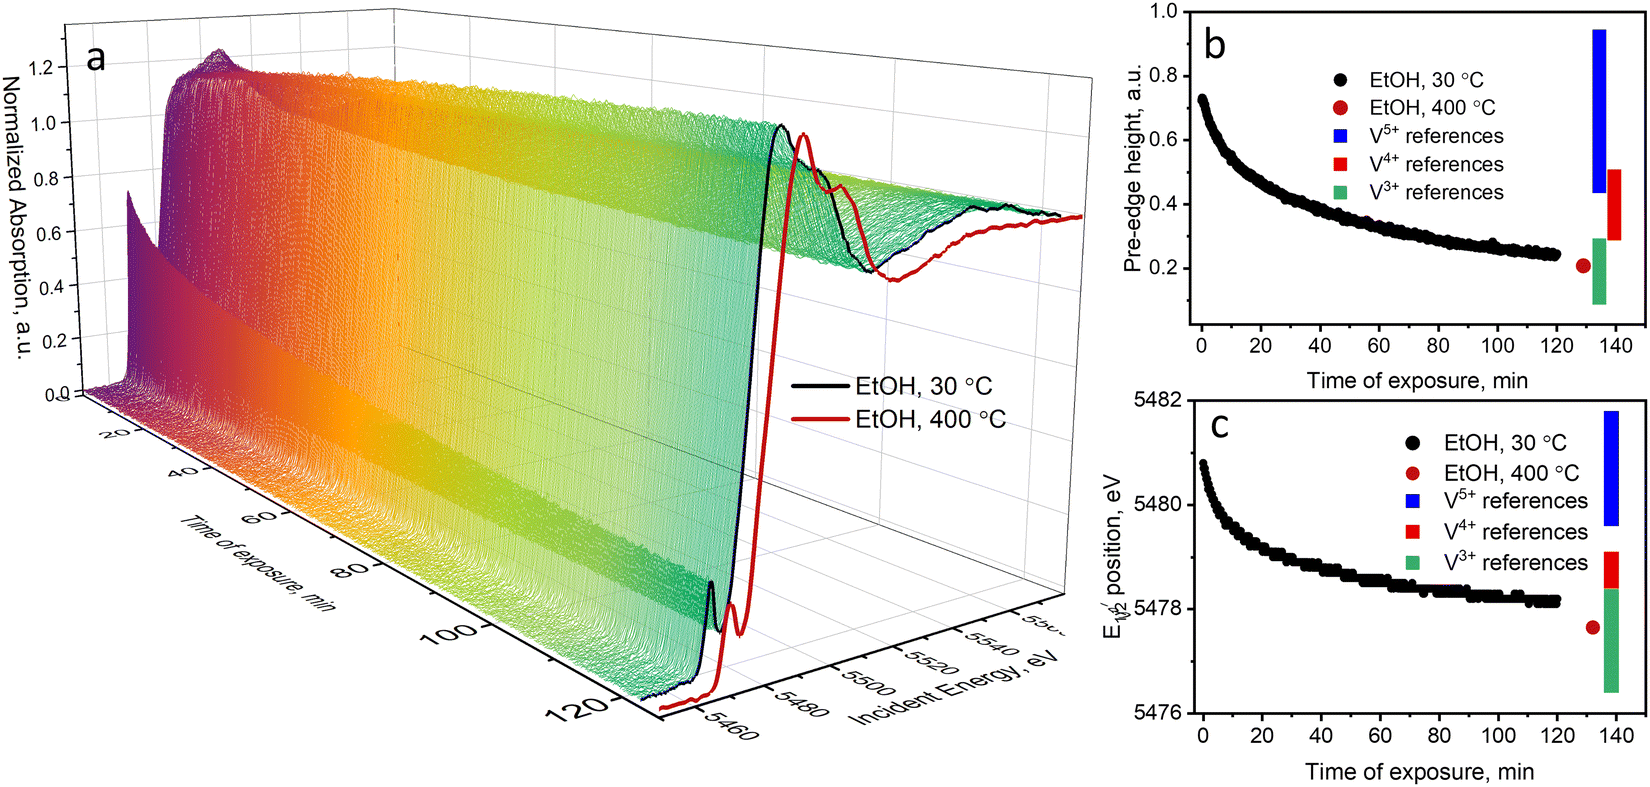 a
Normalized Absorption, a.u.
1.2
1.0
0.8
0.6
0.4
0.2
0.0
0
20
40
60
80
100
120
Time of exposure, min
5460
5480
5500
5520
5540
Incident Energy, eV
EtOH, 30 °C
EtOH, 400 °C
b
Pre-edge height, a.u.
1.0
0.8
0.6
0.4
0.2
EtOH, 30 °C
EtOH, 400 °C
V5+ references
V4+ references
V3+ references
0 20 40 60 80 100 120 140
Time of exposure, min
c
position, eV
5482
5480
5478
5476
EtOH, 30 °C
EtOH, 400 °C
V5+ references
V4+ references
V3+ references
0 20 40 60 80 100 120 140
Time of exposure, min